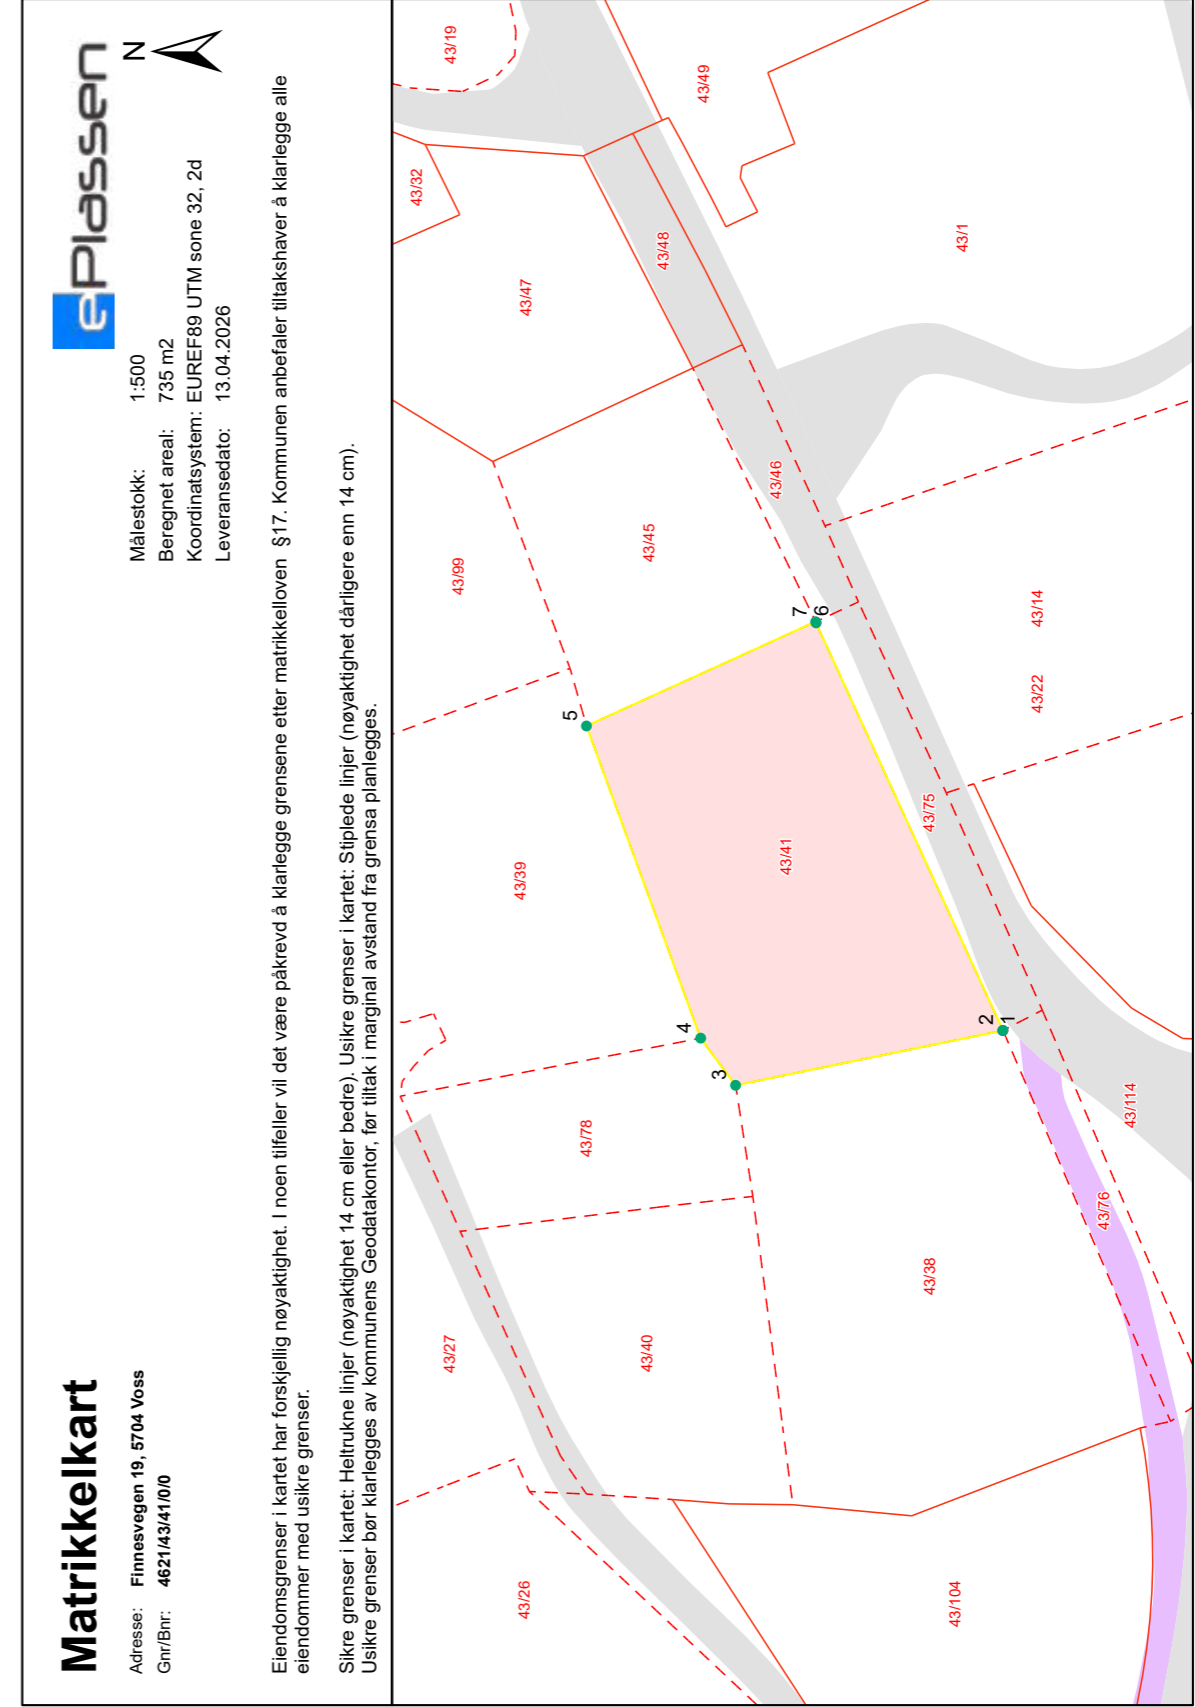 Matrikkelkart
ePlassen
N
Adresse: Finnesvegen 19, 5704 Voss
Gnr/Bnr: 4621/43/41/0/0
Målestokk: 1:500
Beregnet areal: 735 m2
Koordinatsystem: EUREF89 UTM sone 32, 2d
Leveransedato: 13.04.2026
Eiendomsgrenser i kartet har forskjellig nøyaktighet. I noen tilfeller vil det være påkrevd å klarlegge grensene etter matrikkelloven §17. Kommunen anbefaler tiltakshaver å klarlegge alle
eiendommer med usikre grenser.
Sikre grenser i kartet: Heltrukne linjer (nøyaktighet 14 cm eller bedre). Usikre grenser i kartet: Stiplede linjer (nøyaktighet dårligere enn 14 cm).
Usikre grenser bør klarlegges av kommunens Geodatakontor, før tiltak i marginal avstand fra grensa planlegges.
43/32
43/19
43/27
43/99
43/26
43/39
43/47
43/78
5
43/40
43/45
43/48
43/49
4
3
43/41
43/46
7
6
43/38
43/75
43/104
43/1
2
1
43/22
43/14
43/76
43/114